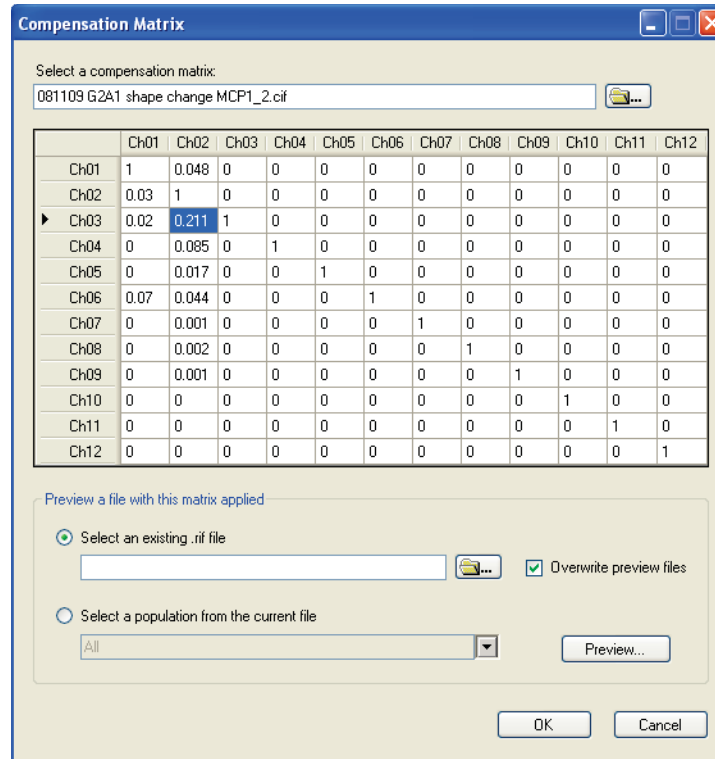 Compensation Matrix
Select a compensation matrix:
081109 G2A1 shape change MCP1_2.cif
Ch01 Ch02 Ch03 Ch04 Ch05 Ch06 Ch07 Ch08 Ch09 Ch10 Ch11 Ch12
Ch01 1 0.048 0 0 0 0 0 0 0 0 0 0
Ch02 0.03 1 0 0 0 0 0 0 0 0 0 0
Ch03 0.02 0.211 1 0 0 0 0 0 0 0 0 0
Ch04 0 0.085 0 1 0 0 0 0 0 0 0 0
Ch05 0 0.017 0 0 1 0 0 0 0 0 0 0
Ch06 0.07 0.044 0 0 0 1 0 0 0 0 0 0
Ch07 0 0.001 0 0 0 0 1 0 0 0 0 0
Ch08 0 0.002 0 0 0 0 0 1 0 0 0 0
Ch09 0 0.001 0 0 0 0 0 0 1 0 0 0
Ch10 0 0 0 0 0 0 0 0 0 1 0 0
Ch11 0 0 0 0 0 0 0 0 0 0 1 0
Ch12 0 0 0 0 0 0 0 0 0 0 0 1
Preview a file with this matrix applied
Select an existing .rif file
... Overwrite preview files
Select a population from the current file
All Preview...
OK Cancel